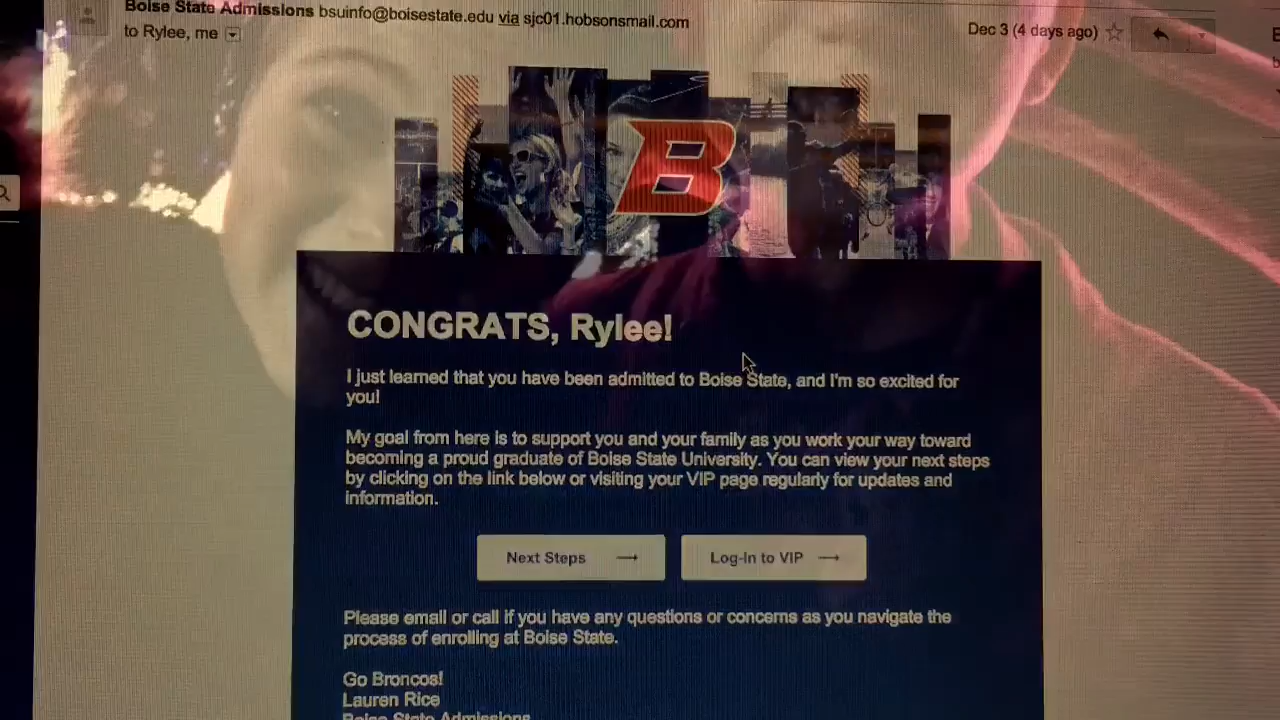 Boise State Admissions bsuinfo@boisestate.edu via sjc01.hobsonsmail.com
Dec 3 (4 days ago)
to Rylee, me
B
CONGRATS, Rylee!
I just learned that you have been admitted to Boise State, and I'm so excited for
you!
My goal from here is to support you and your family as you work your way toward
becoming a proud graduate of Boise State University. You can view your next steps
by clicking on the link below or visiting your VIP page regularly for updates and
information.
Next Steps →
Log-In to VIP →
Please email or call if you have any questions or concerns as you navigate the
process of enrolling at Boise State.
Go Broncos!
Lauren Rice
Boise State Admissions